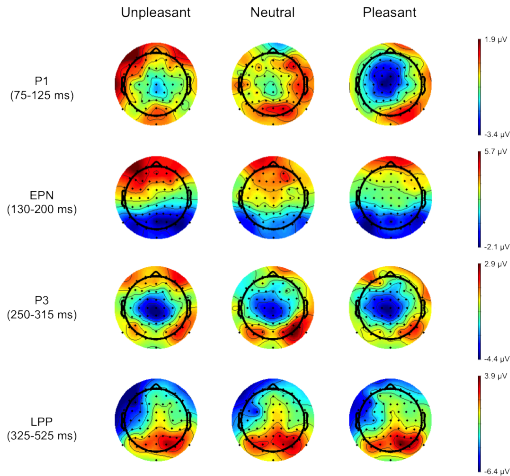 Unpleasant Neutral Pleasant
P1
(75-125 ms)
1.9 µV
-3.4 µV
EPN
(130-200 ms)
5.7 µV
-2.1 µV
P3
(250-315 ms)
2.9 µV
-4.4 µV
LPP
(325-525 ms)
3.9 µV
-6.4 µV